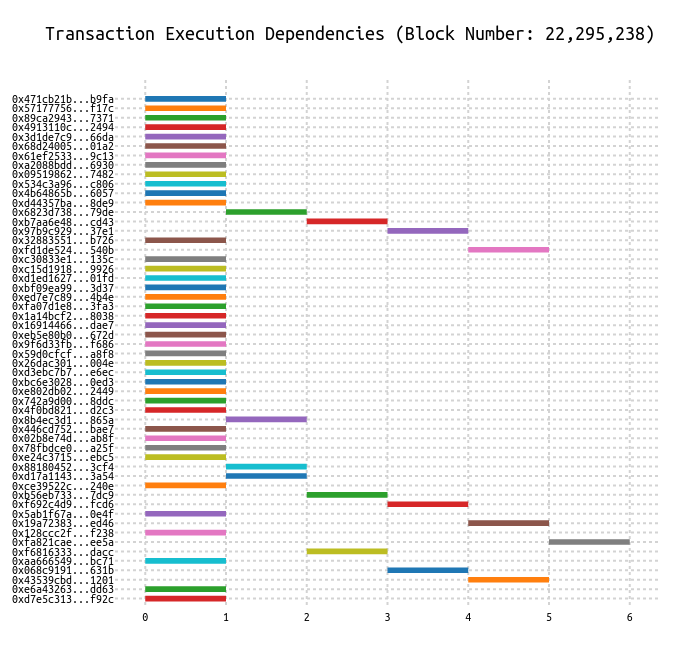 Transaction Execution Dependencies (Block Number: 22,295,238)
0x471cb21b...b9fa
0x57177756...f17c
0x89ca2943...7371
0x4913110c...2494
0x3d1de7c9...66da
0x68d24005...01a2
0x61ef2533...9c13
0xa2088bdd...6930
0x09519862...7482
0x534c3a96...c806
0x4b64865b...6057
0xd44357ba...8de9
0x6823d738...79de
0xb7aa6e48...cd43
0x97b9c929...37e1
0x32883551...b726
0xfd1de524...540b
0xc30833e1...135c
0xc15d1918...9926
0xd1ed1627...01fd
0xbf09ea99...3d37
0xed7e7c89...4b4e
0xfa07d1e8...3fa3
0x1a14bcf2...8038
0x16914466...dae7
0xeb5e80b0...672d
0x9f6d33fb...f686
0x59d0cfcf...a8f8
0x26dac301...004e
0xd3ebc7b7...e6ec
0xbc6e3028...0ed3
0xe802db02...2449
0x742a9d00...8ddc
0x4f0bd821...d2c3
0x8b4ec3d1...865a
0x446cd752...bae7
0x02b8e74d...ab8f
0x78fbdce0...a25f
0xe24c3715...ebc5
0x88180452...3cf4
0xd17a1143...3a54
0xce39522c...240e
0xb56eb733...7dc9
0xf692c4d9...fcd6
0x5ab1f67a...0e4f
0x19a72383...ed46
0x128ccc2f...f238
0xfa821cae...ee5a
0xf6816333...dacc
0xaa666549...bc71
0x068c9191...631b
0x43539cbd...1201
0xe6a43263...dd63
0xd7e5c313...f92c
0 1 2 3 4 5 6